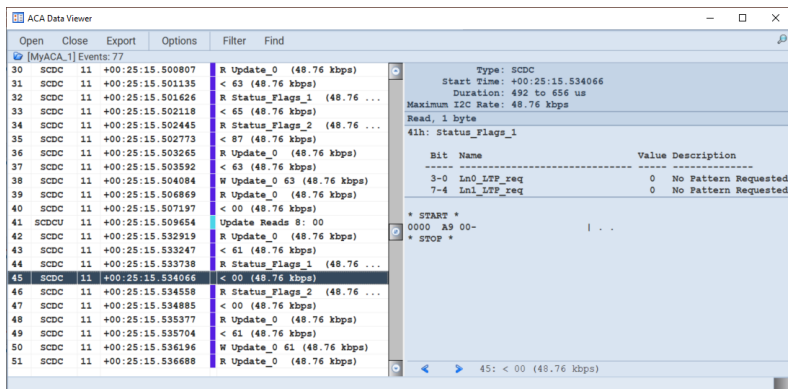 ACA Data Viewer
Open Close Export Options Filter Find
[MyACA_1] Events: 77
30 SCDC 11 +00:25:15.500807 R Update_0 (48.76 kbps)
31 SCDC 11 +00:25:15.501135 < 63 (48.76 kbps)
32 SCDC 11 +00:25:15.501626 R Status_Flags_1 (48.76 ...
33 SCDC 11 +00:25:15.502118 < 65 (48.76 kbps)
34 SCDC 11 +00:25:15.502445 R Status_Flags_2 (48.76 ...
35 SCDC 11 +00:25:15.502773 < 87 (48.76 kbps)
36 SCDC 11 +00:25:15.503265 R Update_0 (48.76 kbps)
37 SCDC 11 +00:25:15.503592 < 63 (48.76 kbps)
38 SCDC 11 +00:25:15.504084 W Update_0 63 (48.76 kbps)
39 SCDC 11 +00:25:15.506869 R Update_0 (48.76 kbps)
40 SCDC 11 +00:25:15.507197 < 00 (48.76 kbps)
41 SCDCU 11 +00:25:15.509654 Update Reads 8: 00
42 SCDC 11 +00:25:15.532919 R Update_0 (48.76 kbps)
43 SCDC 11 +00:25:15.533247 < 61 (48.76 kbps)
44 SCDC 11 +00:25:15.533738 R Status_Flags_1 (48.76 ...
45 SCDC 11 +00:25:15.534066 < 00 (48.76 kbps)
46 SCDC 11 +00:25:15.534558 R Status_Flags_2 (48.76 ...
47 SCDC 11 +00:25:15.534885 < 00 (48.76 kbps)
48 SCDC 11 +00:25:15.535377 R Update_0 (48.76 kbps)
49 SCDC 11 +00:25:15.535704 < 61 (48.76 kbps)
50 SCDC 11 +00:25:15.536196 W Update_0 61 (48.76 kbps)
51 SCDC 11 +00:25:15.536688 R Update_0 (48.76 kbps)
Type: SCDC
Start Time: +00:25:15.534066
Duration: 492 to 656 us
Maximum I2C Rate: 48.76 kbps
Read, 1 byte
41h: Status_Flags_1
Bit Name Value Description
----- ------------------------------ ----- ---------------
3-0 Ln0_LTP_req 0 No Pattern Requested
7-4 Ln1_LTP_req 0 No Pattern Requested
* START *
0000 A9 00- | . .
* STOP *
45: < 00 (48.76 kbps)